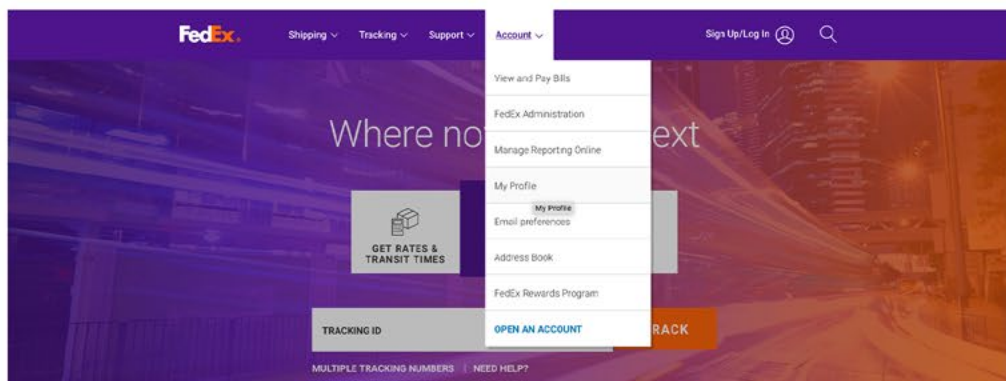 FedEx.
Shipping
Tracking
Support
Account
Sign Up/Log In
View and Pay Bills
FedEx Administration
Manage Reporting Online
My Profile
My Profile
Email preferences
Address Book
FedEx Rewards Program
OPEN AN ACCOUNT
Where no
ext
GET RATES &
TRANSIT TIMES
TRACKING ID
RACK
MULTIPLE TRACKING NUMBERS | NEED HELP?